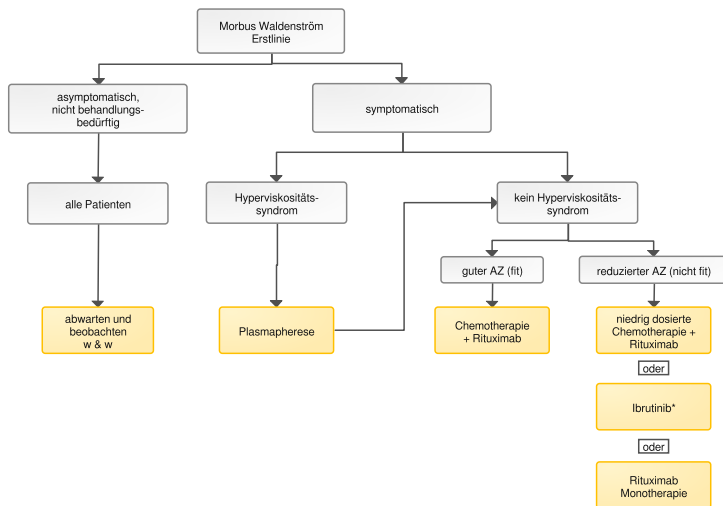 Morbus Waldenström
Erstlinie
asymptomatisch,
nicht behandlungs-
bedürftig
symptomatisch
alle Patienten
Hyperviskositäts-
syndrom
kein Hyperviskositäts-
syndrom
guter AZ (fit)
reduzierter AZ (nicht fit)
abwarten und
beobachten
w & w
Plasmapherese
Chemotherapie
+ Rituximab
niedrig dosierte
Chemotherapie +
Rituximab
oder
Ibrutinib*
oder
Rituximab
Monotherapie